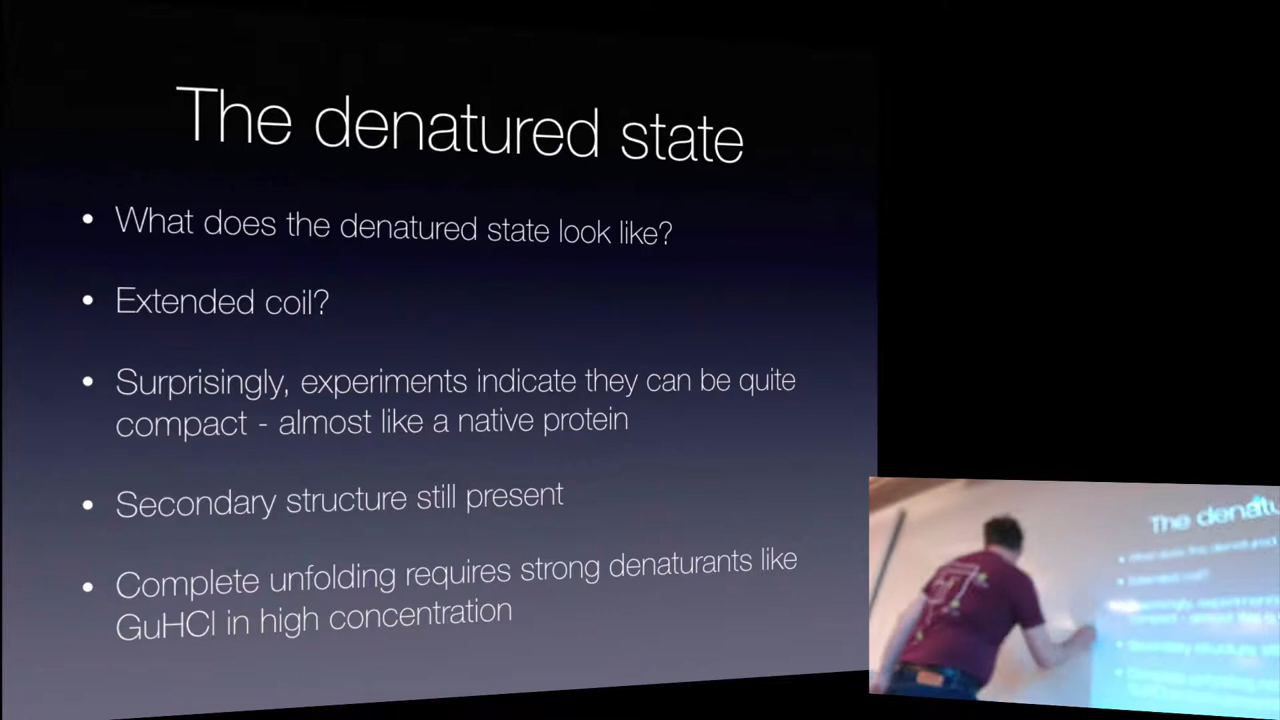 The denatured state
• What does the denatured state look like?
• Extended coil?
• Surprisingly, experiments indicate they can be quite
compact - almost like a native protein
• Secondary structure still present
• Complete unfolding requires strong denaturants like
GuHCl in high concentration
The denatu